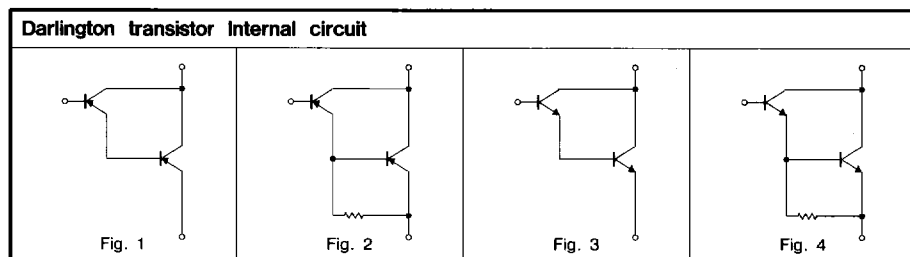 Darlington transistor Internal circuit
Fig. 1
Fig. 2
Fig. 3
Fig. 4